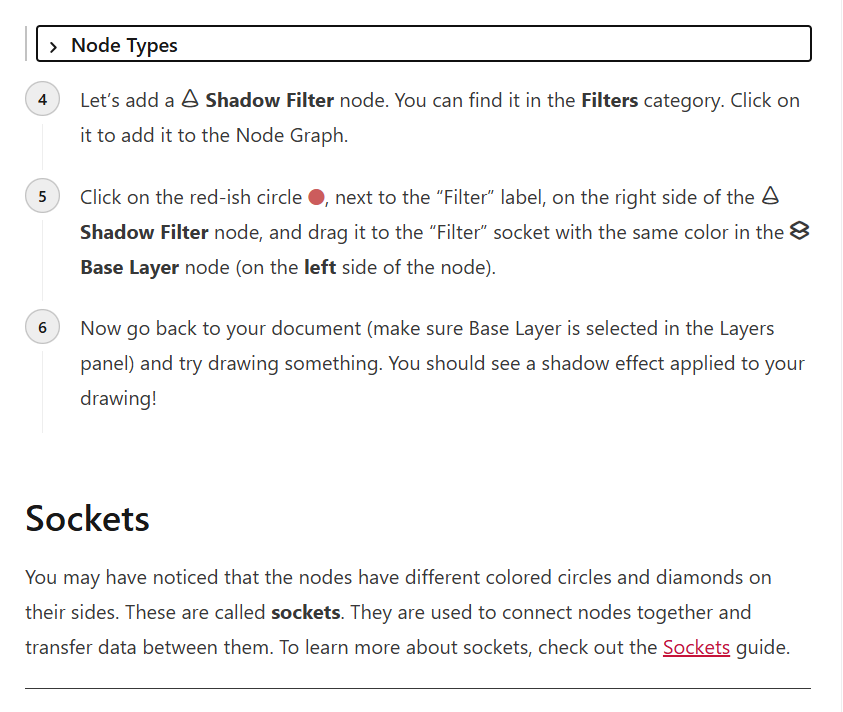 Node Types
4
Let’s add a Shadow Filter node. You can find it in the Filters category. Click on
it to add it to the Node Graph.
5
Click on the red-ish circle , next to the “Filter” label, on the right side of the
Shadow Filter node, and drag it to the “Filter” socket with the same color in the
Base Layer node (on the left side of the node).
6
Now go back to your document (make sure Base Layer is selected in the Layers
panel) and try drawing something. You should see a shadow effect applied to your
drawing!
Sockets
You may have noticed that the nodes have different colored circles and diamonds on
their sides. These are called sockets. They are used to connect nodes together and
transfer data between them. To learn more about sockets, check out the Sockets guide.